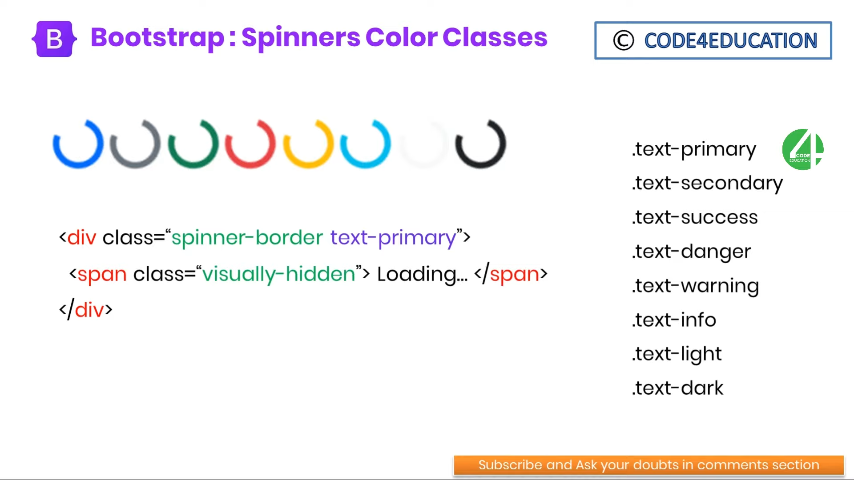 B
Bootstrap : Spinners Color Classes
© CODE4EDUCATION
<div class=“spinner-border text-primary”>
<span class=“visually-hidden”> Loading... </span>
</div>
.text-primary
.text-secondary
.text-success
.text-danger
.text-warning
.text-info
.text-light
.text-dark
4
CODE
Subscribe and Ask your doubts in comments section